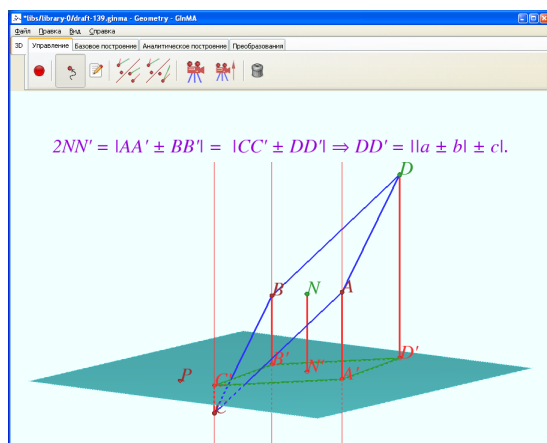 *libs/library-0/draft-139.ginma - Geometry - GInMA
Файл Правка Вид Справка
3D Управление Базовое построение Аналитическое построение Преобразования
2NN' = |AA' ± BB'| = |CC' ± DD'| ⇒ DD' = ||a ± b| ± c|.
D
B N A
B' N' D'
P C' A'
C